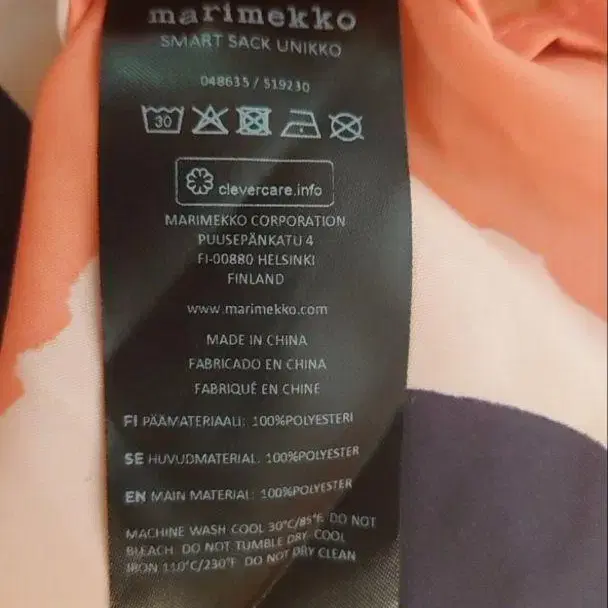 marimekko
SMART SACK UNIKKO
048635 / 519230
30
clevercare.info
MARIMEKKO CORPORATION
PUUSEPÄNKATU 4
FI-00880 HELSINKI
FINLAND
www.marimekko.com
MADE IN CHINA
FABRICADO EN CHINA
FABRIQUÉ EN CHINE
FI PÄÄMATERIAALI: 100%POLYESTERI
SE HUVUDMATERIAL: 100%POLYESTER
EN MAIN MATERIAL: 100%POLYESTER
MACHINE WASH COOL 30°C/85°F. DO NOT
BLEACH. DO NOT TUMBLE DRY. COOL
IRON 110°C/230°F. DO NOT DRY CLEAN